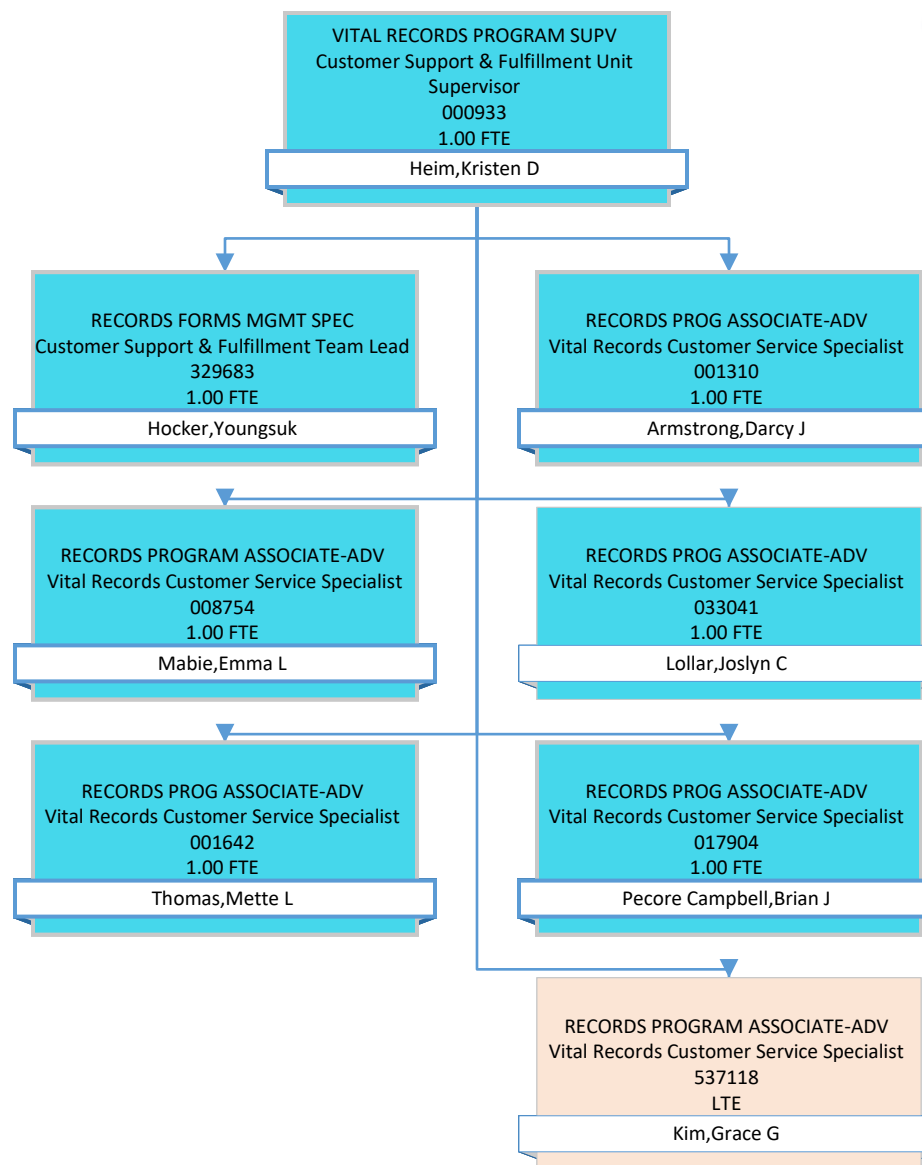 VITAL RECORDS PROGRAM SUPV
Customer Support & Fulfillment Unit
Supervisor
000933
1.00 FTE
Heim,Kristen D
RECORDS FORMS MGMT SPEC
Customer Support & Fulfillment Team Lead
329683
1.00 FTE
Hocker,Youngsuk
RECORDS PROG ASSOCIATE-ADV
Vital Records Customer Service Specialist
001310
1.00 FTE
Armstrong,Darcy J
RECORDS PROGRAM ASSOCIATE-ADV
Vital Records Customer Service Specialist
008754
1.00 FTE
Mabie,Emma L
RECORDS PROG ASSOCIATE-ADV
Vital Records Customer Service Specialist
033041
1.00 FTE
Lollar,Joslyn C
RECORDS PROG ASSOCIATE-ADV
Vital Records Customer Service Specialist
001642
1.00 FTE
Thomas,Mette L
RECORDS PROG ASSOCIATE-ADV
Vital Records Customer Service Specialist
017904
1.00 FTE
Pecore Campbell,Brian J
RECORDS PROGRAM ASSOCIATE-ADV
Vital Records Customer Service Specialist
537118
LTE
Kim,Grace G